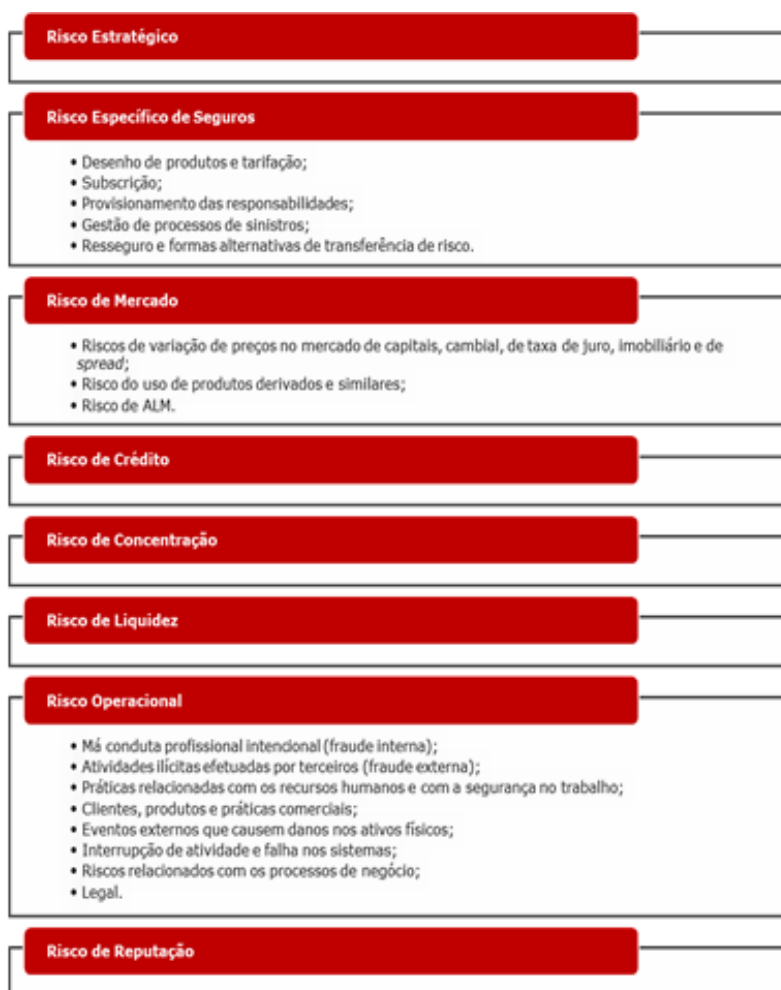 Risco Estratégico
Risco Específico de Seguros
• Desenho de produtos e tarifação;
• Subscrição;
• Provisionamento das responsabilidades;
• Gestão de processos de sinistros;
• Resseguro e formas alternativas de transferência de risco.
Risco de Mercado
• Riscos de variação de preços no mercado de capitais, cambial, de taxa de juro, imobiliário e de
spread;
• Risco do uso de produtos derivados e similares;
• Risco de ALM.
Risco de Crédito
Risco de Concentração
Risco de Liquidez
Risco Operacional
• Má conduta profissional intencional (fraude interna);
• Atividades ilícitas efetuadas por terceiros (fraude externa);
• Práticas relacionadas com os recursos humanos e com a segurança no trabalho;
• Clientes, produtos e práticas comerciais;
• Eventos externos que causem danos nos ativos físicos;
• Interrupção de atividade e falha nos sistemas;
• Riscos relacionados com os processos de negócio;
• Legal.
Risco de Reputação